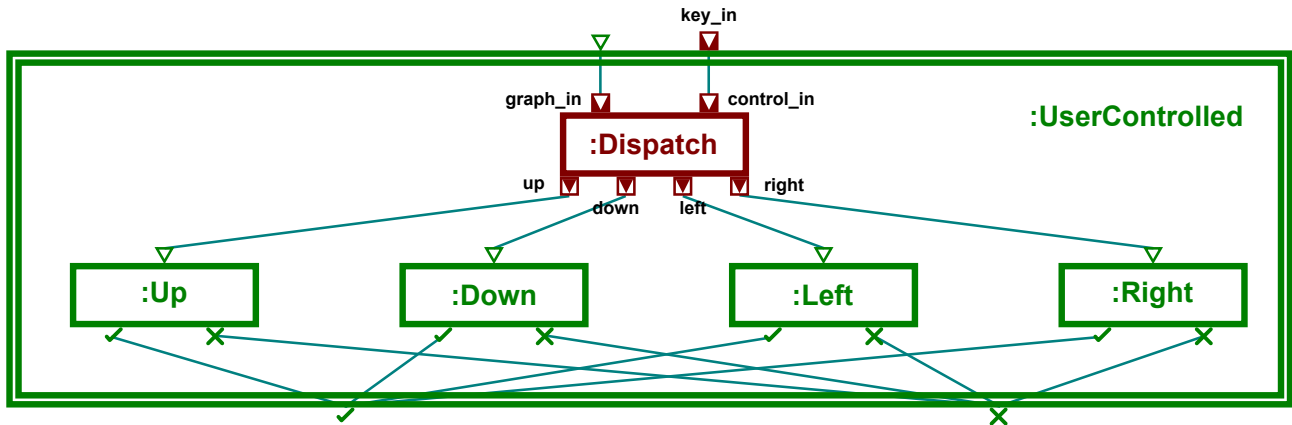 key_in
graph_in
control_in
:UserControlled
:Dispatch
up
down
left
right
:Up
:Down
:Left
:Right